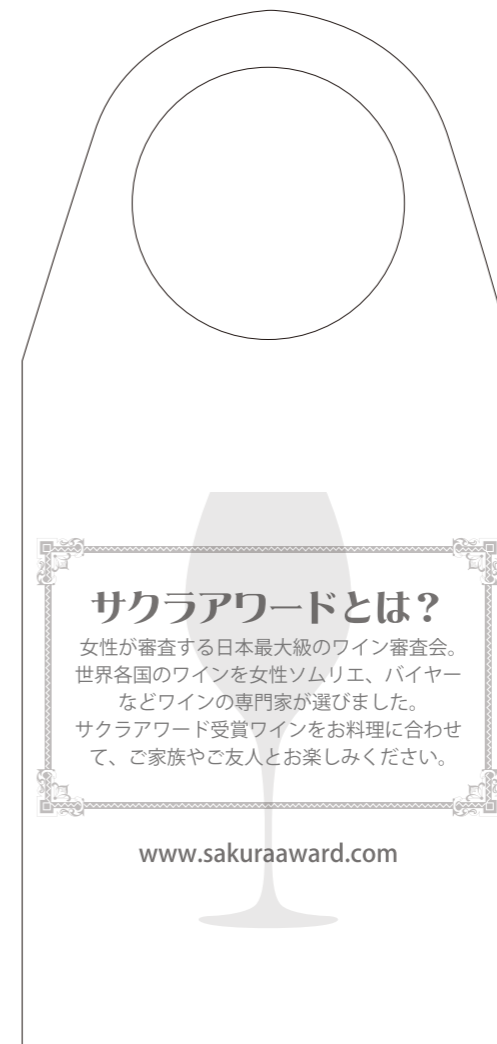 サクラアワードとは？
女性が審査する日本最大級のワイン審査会。
世界各国のワインを女性ソムリエ、バイヤー
などワインの専門家が選びました。
サクラアワード受賞ワインをお料理に合わせ
て、ご家族やご友人とお楽しみください。
www.sakuraaward.com